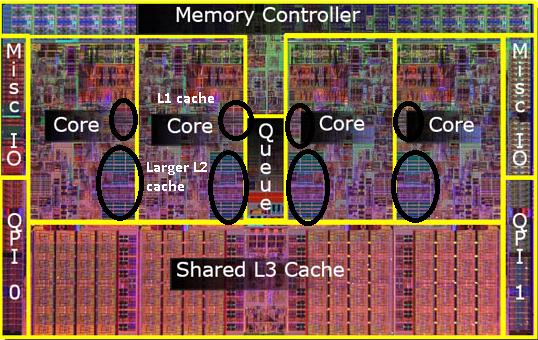 Memory Controller
Misc IO
Misc IO
L1 cache
Core
Core
Core
Core
Queue
Larger L2
cache
QPI 0
QPI 1
Shared L3 Cache